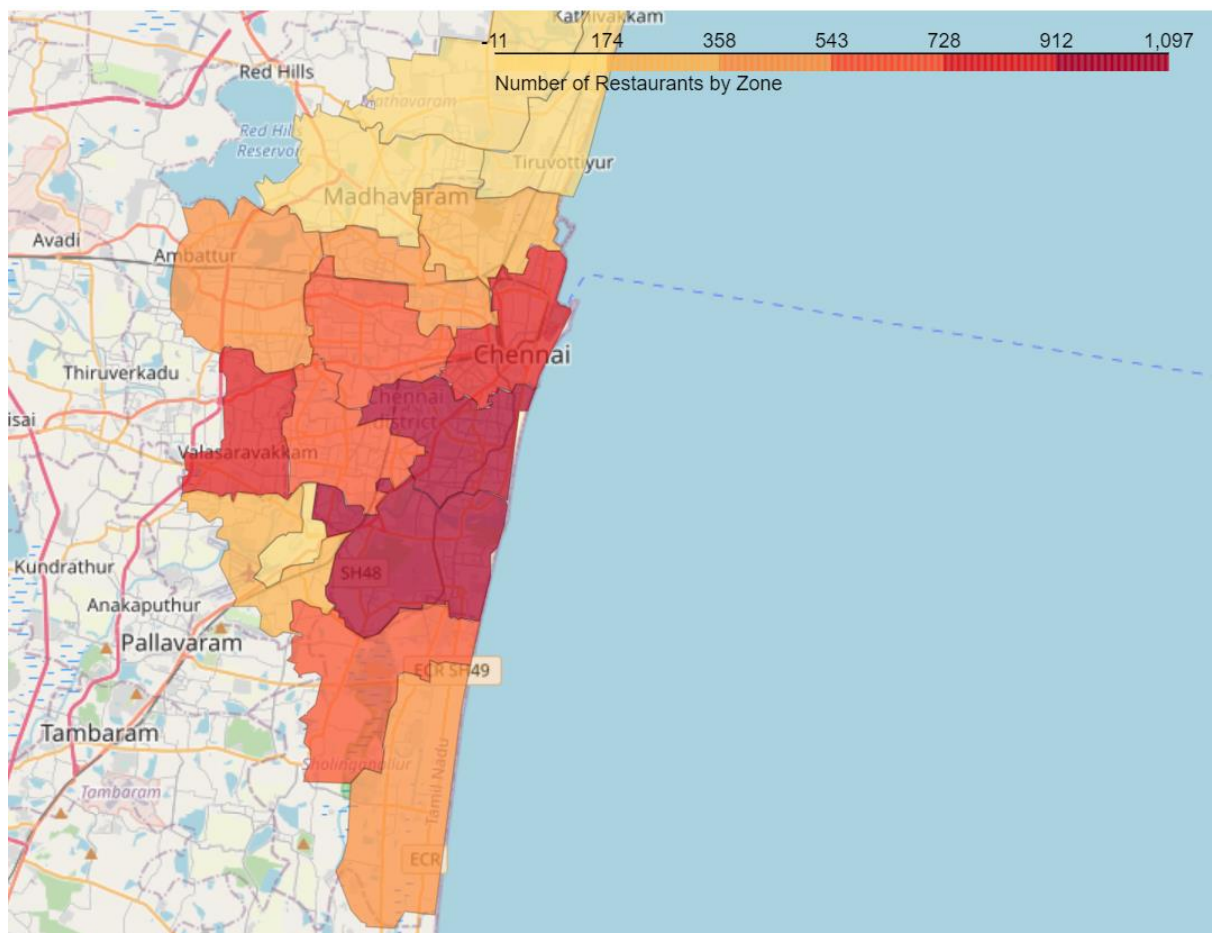 Kathivakkam
-11 174 358 543 728 912 1,097
Number of Restaurants by Zone
Red Hills
Mathavaram
Red Hills
Reservoir
Tiruvottiyur
Madhavaram
Avadi
Ambattur
Chennai
Thiruverkadu
Chennai
district
isai
Valasaravakkam
Kundrathur
SH48
Anakaputhur
Pallavaram
ECR SH49
Tambaram
Sholinganallur
Tamil Nadu
Tambaram
ECR